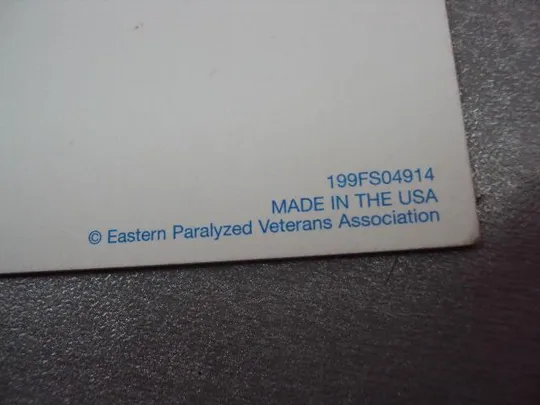 199FS04914
MADE IN THE USA
© Eastern Paralyzed Veterans Association